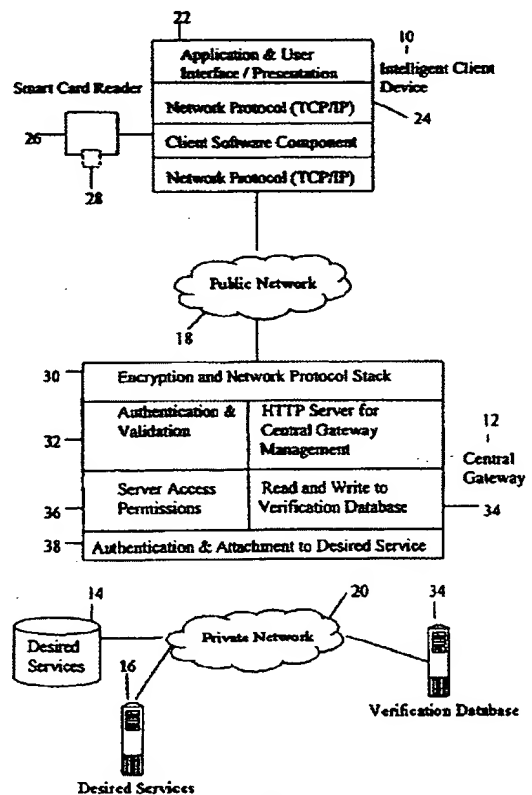 22
10
Application & User
Interface / Presentation
Intelligent Client
Device
Smart Card Reader
Network Protocol (TCP/IP)
24
26
Client Software Component
28
Network Protocol (TCP/IP)
Public Network
18
30
Encryption and Network Protocol Stack
Authentication &
Validation
HTTP Server for
Central Gateway
Management
12
32
Central
Gateway
Server Access
Permissions
Read and Write to
Verification Database
36
34
38
Authentication & Attachment to Desired Service
14
20
34
Desired
Services
Private Network
16
Verification Database
Desired Services